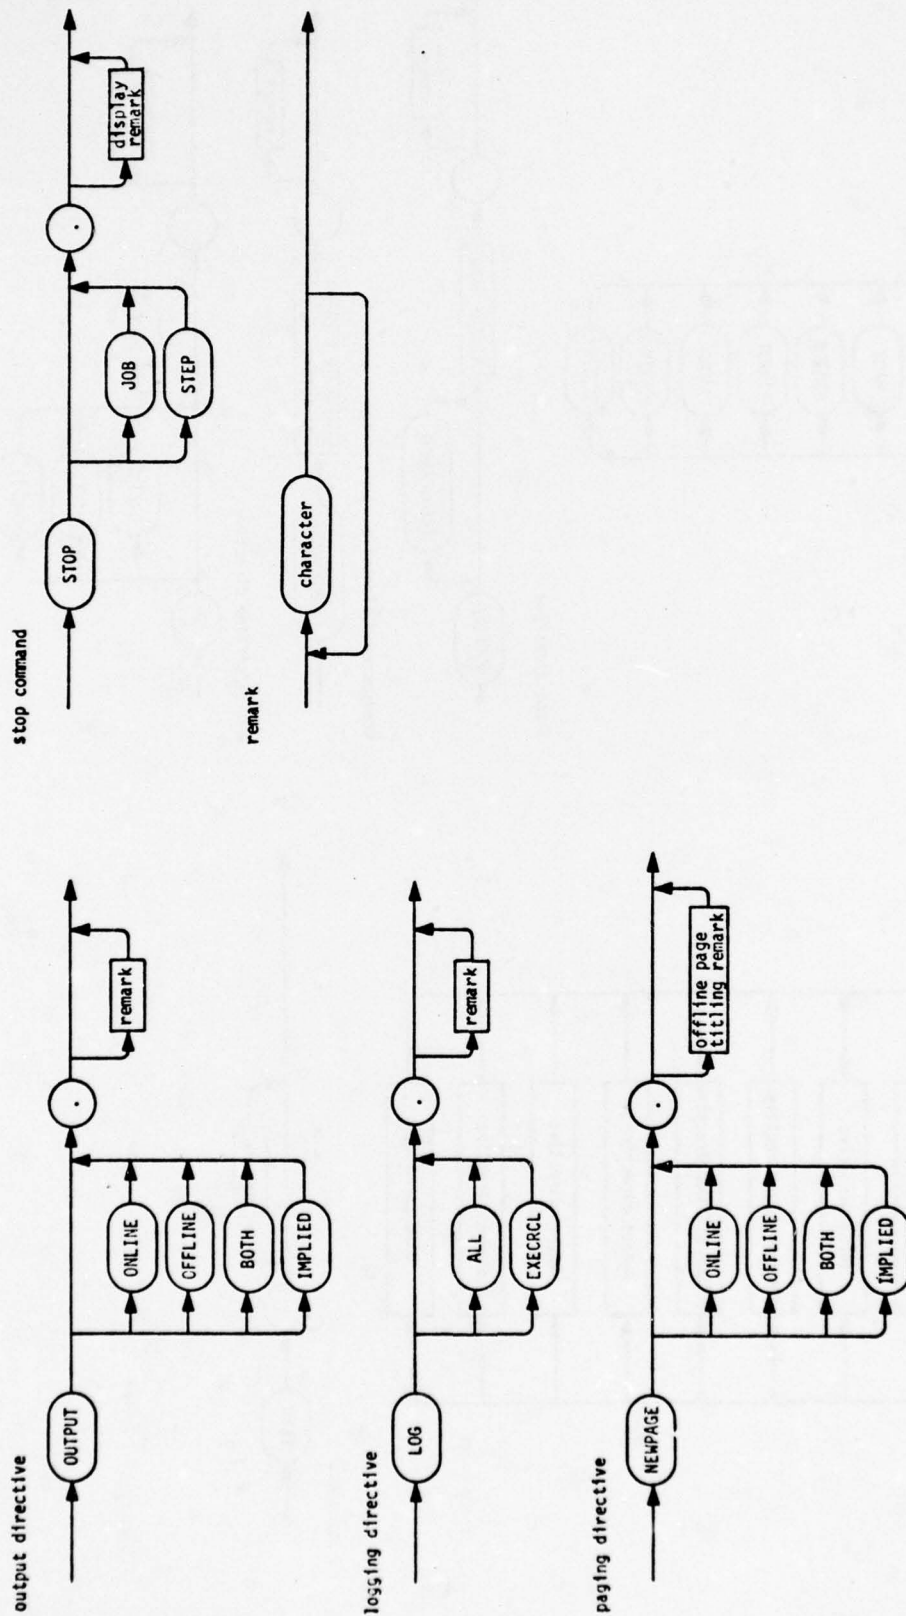 output directive
OUTPUT
ONLINE
OFFLINE
BOTH
IMPLIED
.
remark
logging directive
LOG
ALL
EXECRCL
.
remark
paging directive
NEWPAGE
ONLINE
OFFLINE
BOTH
IMPLIED
.
offline page
titling remark
stop command
STOP
JOB
STEP
.
display
remark
remark
character